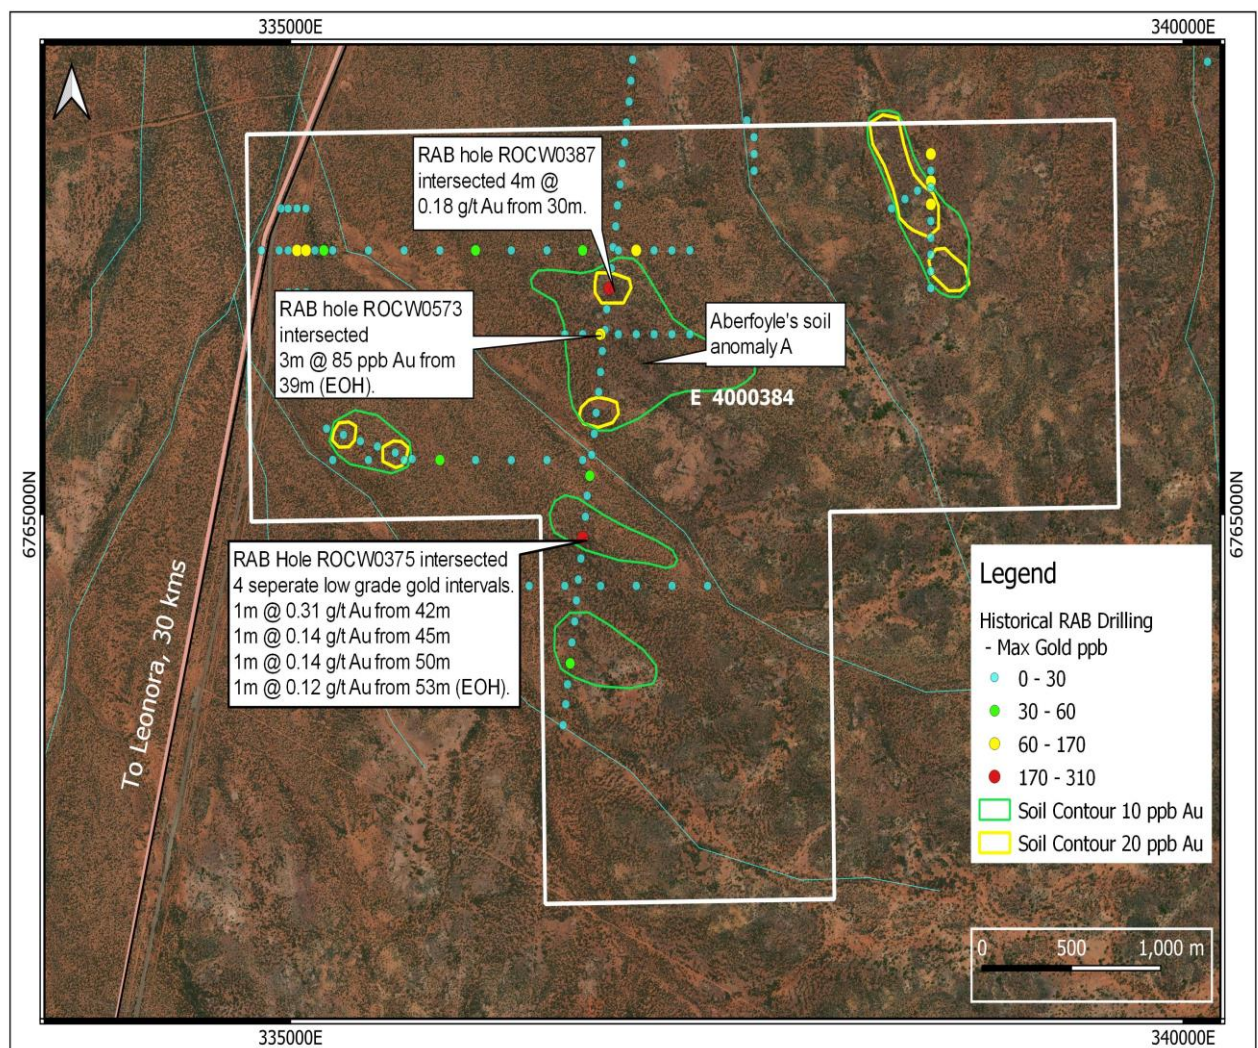 335000E
340000E
RAB hole ROCW0387
intersected 4m @
0.18 g/t Au from 30m.
RAB hole ROCW0573
intersected
3m @ 85 ppb Au from
39m (EOH).
Aberfoyle's soil
anomaly A
E 4000384
6765000N
6765000N
RAB Hole ROCW0375 intersected
4 seperate low grade gold intervals.
1m @ 0.31 g/t Au from 42m
1m @ 0.14 g/t Au from 45m
1m @ 0.14 g/t Au from 50m
1m @ 0.12 g/t Au from 53m (EOH).
To Leonora, 30 kms
Legend
Historical RAB Drilling
- Max Gold ppb
0 - 30
30 - 60
60 - 170
170 - 310
Soil Contour 10 ppb Au
Soil Contour 20 ppb Au
0 500 1,000 m
335000E
340000E